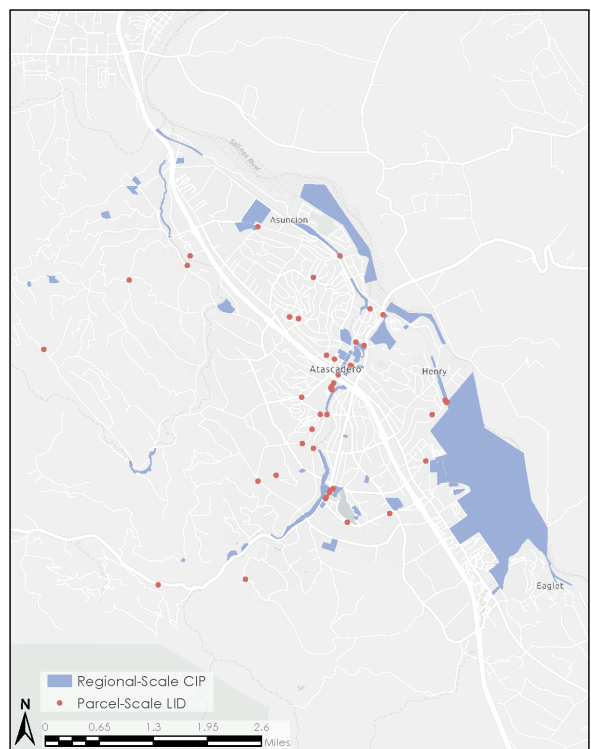 Salinas River
Asuncion
Atascadero
Henry
Eaglet
Regional-Scale CIP
Parcel-Scale LID
N
0 0.65 1.3 1.95 2.6
Miles